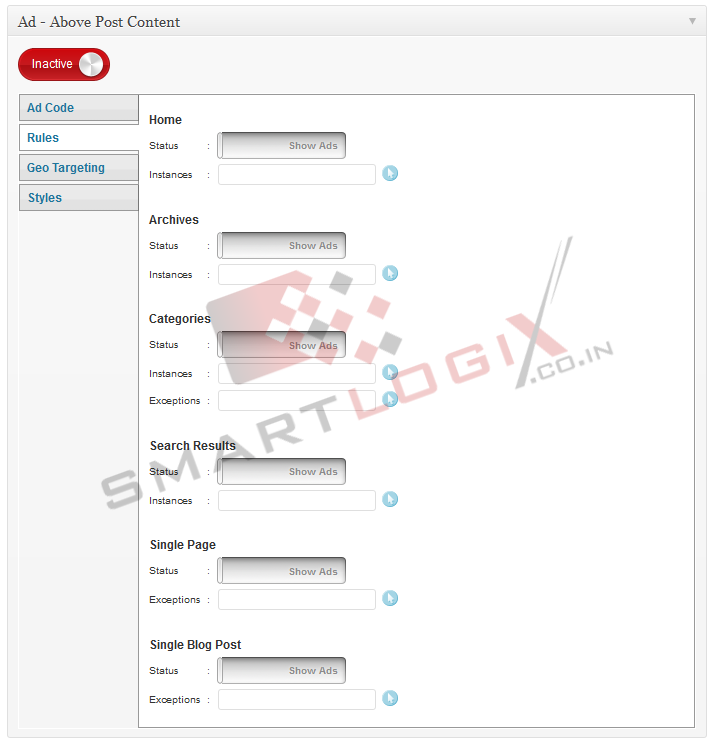 Ad - Above Post Content
Inactive
Ad Code
Rules
Geo Targeting
Styles
Home
Status : Show Ads
Instances :
Archives
Status : Show Ads
Instances :
Categories
Status : Show Ads
Instances :
Exceptions :
Search Results
Status : Show Ads
Instances :
Single Page
Status : Show Ads
Exceptions :
Single Blog Post
Status : Show Ads
Exceptions :
SMARTLOGIX.CO.IN